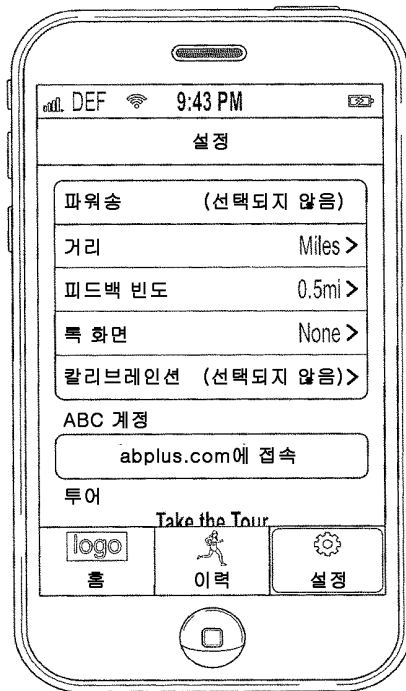 DEF 9:43 PM
설정
파워송 (선택되지 않음)
거리 Miles >
피드백 빈도 0.5mi >
록 화면 None >
칼리브레인션 (선택되지 않음) >
ABC 계정
abplus.com에 접속
투어
Take the Tour
logo
홈 이력 설정